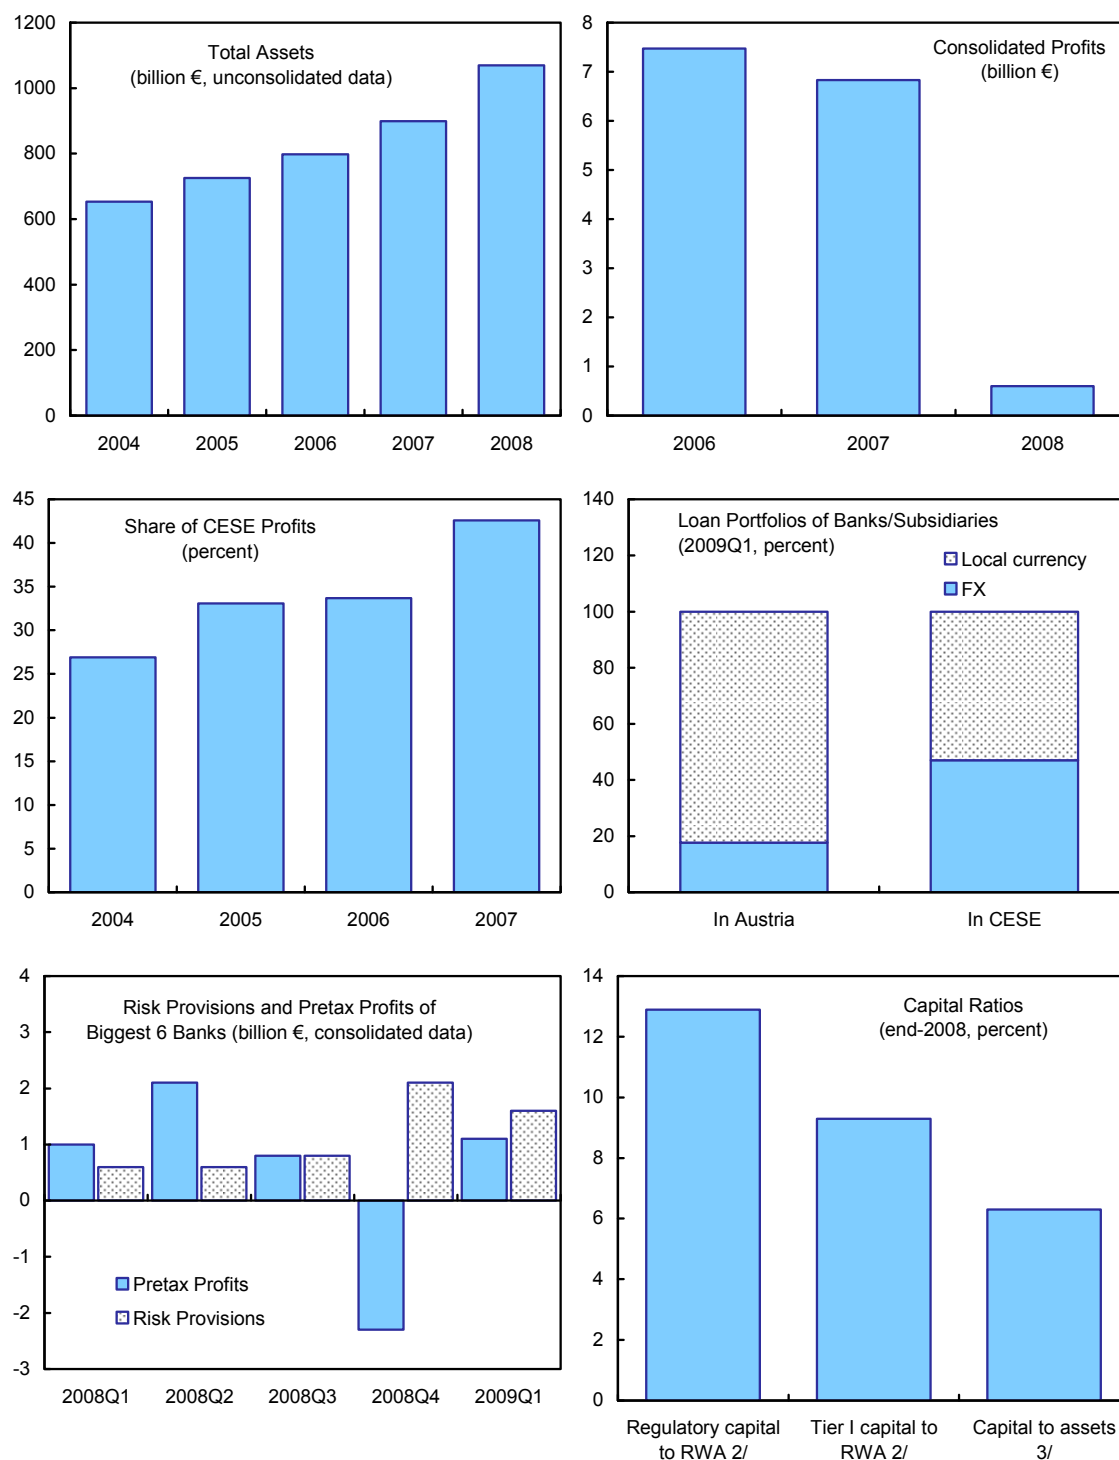 Total Assets
(billion €, unconsolidated data)
1200
1000
800
600
400
200
0
2004 2005 2006 2007 2008
Consolidated Profits
(billion €)
8
7
6
5
4
3
2
1
0
2006 2007 2008
Share of CESE Profits
(percent)
45
40
35
30
25
20
15
10
5
0
2004 2005 2006 2007
Loan Portfolios of Banks/Subsidiaries
(2009Q1, percent)
Local currency
FX
140
120
100
80
60
40
20
0
In Austria In CESE
Risk Provisions and Pretax Profits of
Biggest 6 Banks (billion €, consolidated data)
4
3
2
1
0
-1
-2
-3
Pretax Profits
Risk Provisions
2008Q1 2008Q2 2008Q3 2008Q4 2009Q1
Capital Ratios
(end-2008, percent)
14
12
10
8
6
4
2
0
Regulatory capital
to RWA 2/
Tier I capital to
RWA 2/
Capital to assets
3/